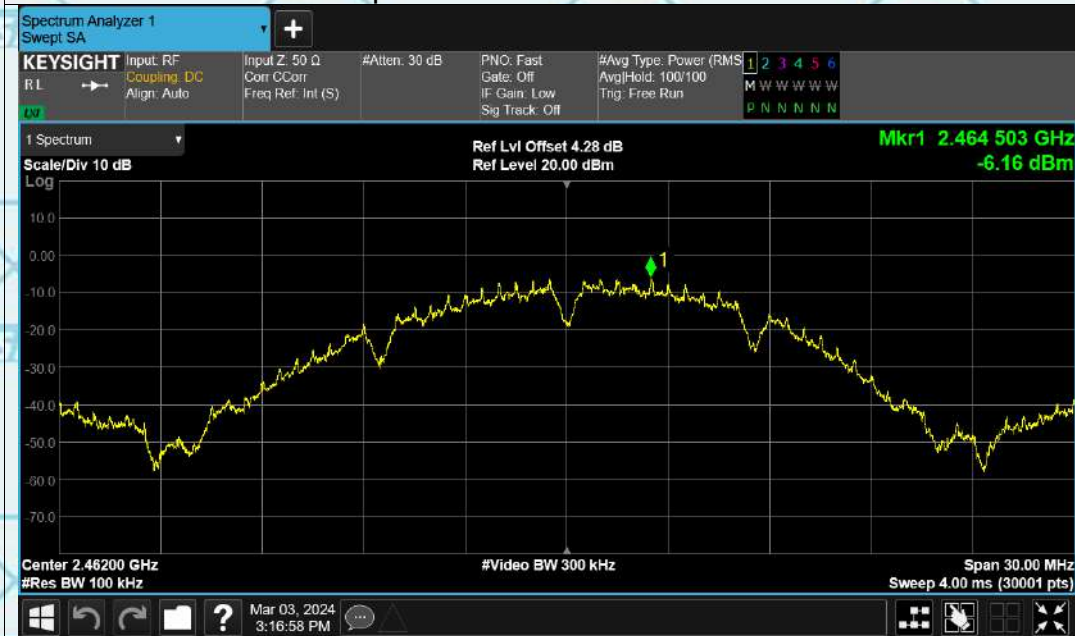 Spectrum Analyzer 1
Swept SA
+
KEYSIGHT
R L
LXI
Input: RF
Coupling: DC
Align: Auto
Input Z: 50 Ω
Corr CCorr
Freq Ref: Int (S)
#Atten: 30 dB
PNO: Fast
Gate: Off
IF Gain: Low
Sig Track: Off
#Avg Type: Power (RMS
Avg|Hold: 100/100
Trig: Free Run
1 2 3 4 5 6
M W W W W W
P N N N N N
1 Spectrum
Scale/Div 10 dB
Ref Lvl Offset 4.28 dB
Ref Level 20.00 dBm
Mkr1 2.464 503 GHz
-6.16 dBm
Log
10.0
0.00
-10.0
-20.0
-30.0
-40.0
-50.0
-60.0
-70.0
1
Center 2.46200 GHz
#Res BW 100 kHz
#Video BW 300 kHz
Span 30.00 MHz
Sweep 4.00 ms (30001 pts)
?
Mar 03, 2024
3:16:58 PM